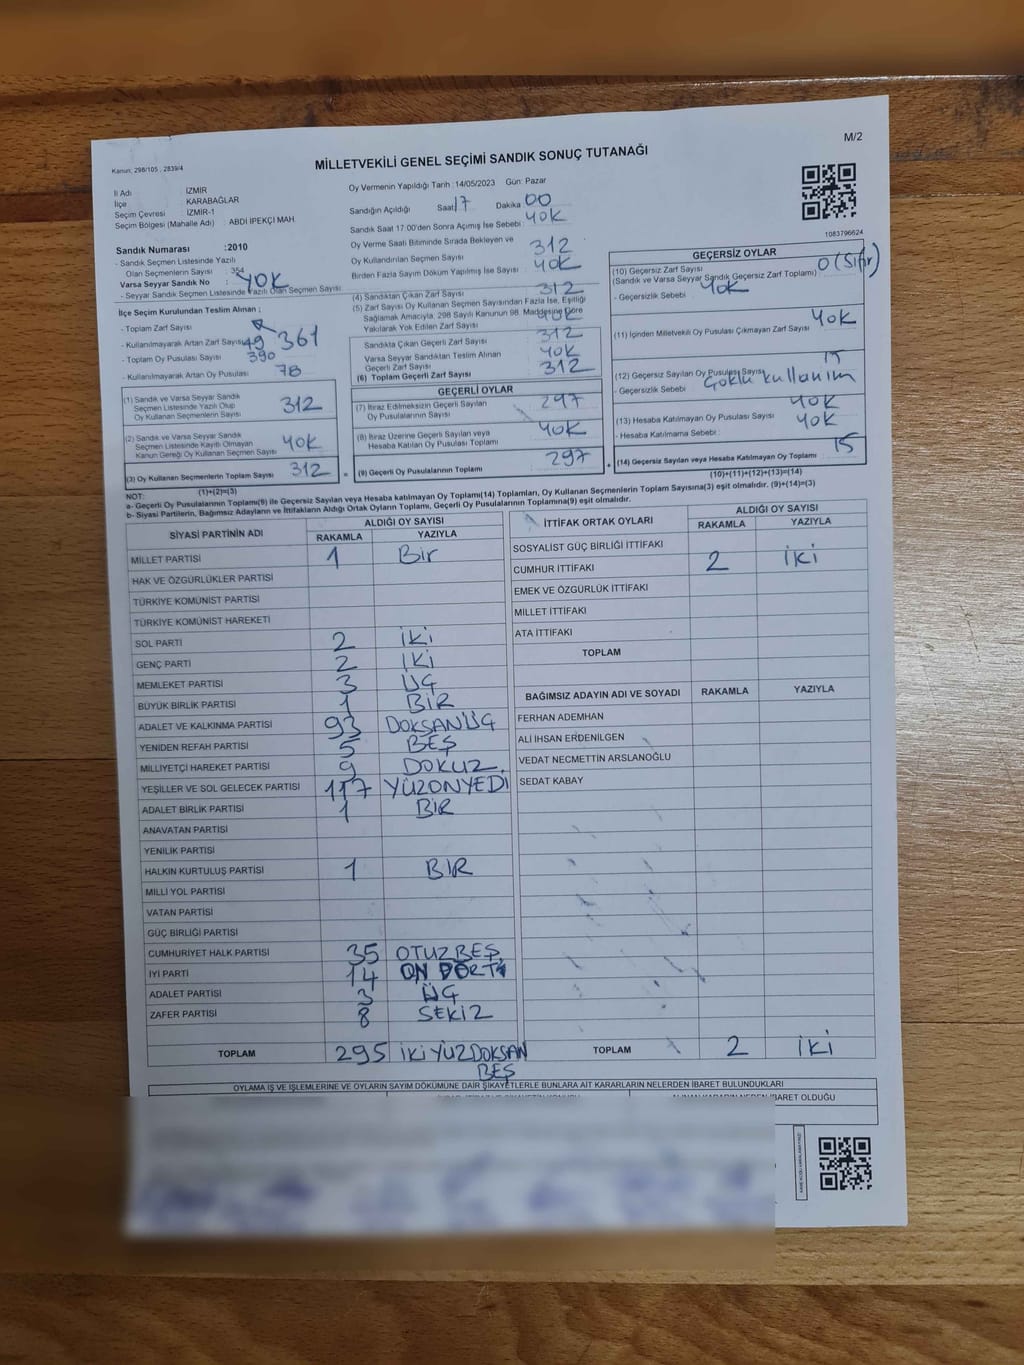 M/2
Kanun: 298/105 , 2839/4
MİLLETVEKİLİ GENEL SEÇİMİ SANDIK SONUÇ TUTANAĞI
İl Adı İZMİR
İlçe KARABAĞLAR
Seçim Çevresi İZMİR-1
Seçim Bölgesi (Mahalle Adı) : ABDİ İPEKÇİ MAH
Sandık Numarası :2010
- Sandık Seçmen Listesinde Yazılı
Olan Seçmenlerin Sayısı : 354
Varsa Seyyar Sandık No : YOK
- Seyyar Sandık Seçmen Listesinde Yazılı Olan Seçmen Sayısı:
İlçe Seçim Kurulundan Teslim Alınan ;
- Toplam Zarf Sayısı 361
- Kullanılmayarak Artan Zarf Sayısı 49
- Toplam Oy Pusulası Sayısı 390
- Kullanılmayarak Artan Oy Pusulası 78
(1) Sandık ve Varsa Seyyar Sandık
Seçmen Listesinde Yazılı Olup
Oy Kullanan Seçmenlerin Sayısı 312
(2) Sandık ve Varsa Seyyar Sandık
Seçmen Listesinde Kayıtlı Olmayan
Kanun Gereği Oy Kullanan Seçmen Sayısı YOK
(3) Oy Kullanan Seçmenlerin Toplam Sayısı 312
(1)+(2)=(3)
Oy Vermenin Yapıldığı Tarih :14/05/2023 Gün: Pazar
Sandığın Açıldığı Saat 17 Dakika 00
Sandık Saat 17:00'den Sonra Açımış İse Sebebi : YOK
Oy Verme Saati Bitiminde Sırada Bekleyen ve
Oy Kullandırılan Seçmen Sayısı 312
Birden Fazla Sayım Döküm Yapılmış İse Sayısı : YOK
(4) Sandıktan Çıkan Zarf Sayısı 312
(5) Zarf Sayısı Oy Kullanan Seçmen Sayısından Fazla İse, Eşitliği
Sağlamak Amacıyla, 298 Sayılı Kanunun 98. Maddesine Göre
Yakılarak Yok Edilen Zarf Sayısı YOK
Sandıkta Çıkan Geçerli Zarf Sayısı 312
Varsa Seyyar Sandıktan Teslim Alınan
Geçerli Zarf Sayısı YOK
(6) Toplam Geçerli Zarf Sayısı 312
GEÇERLİ OYLAR
(7) İtiraz Edilmeksizin Geçerli Sayılan
Oy Pusulalarının Sayısı 297
(8) İtiraz Üzerine Geçerli Sayılan veya
Hesaba Katılan Oy Pusulası Toplamı YOK
(9) Geçerli Oy Pusulalarının Toplamı 297
1083796624
GEÇERSİZ OYLAR
(10) Geçersiz Zarf Sayısı
(Sandık ve Varsa Seyyar Sandık Geçersiz Zarf Toplamı) 0 (Sıfır)
- Geçersizlik Sebebi : YOK
(11) İçinden Milletvekili Oy Pusulası Çıkmayan Zarf Sayısı YOK
(12) Geçersiz Sayılan Oy Pusulası Sayısı 15
- Geçersizlik Sebebi : Çoklu kullanım
YOK
(13) Hesaba Katılmayan Oy Pusulası Sayısı YOK
- Hesaba Katılmama Sebebi :
(14) Geçersiz Sayılan veya Hesaba Katılmayan Oy Toplamı 15
(10)+(11)+(12)+(13)=(14)
NOT:
a- Geçerli Oy Pusulalarının Toplamı(9) ile Geçersiz Sayılan veya Hesaba katılmayan Oy Toplamı(14) Toplamları, Oy Kullanan Seçmenlerin Toplam Sayısına(3) eşit olmalıdır. (9)+(14)=(3)
b- Siyasi Partilerin, Bağımsız Adayların ve İttifakların Aldığı Ortak Oyların Toplamı, Geçerli Oy Pusulalarının Toplamına(9) eşit olmalıdır.
SİYASİ PARTİNİN ADI ALDIĞI OY SAYISI
RAKAMLA YAZIYLA
MİLLET PARTİSİ 1 Bir
HAK VE ÖZGÜRLÜKLER PARTİSİ
TÜRKİYE KOMÜNİST PARTİSİ
TÜRKİYE KOMÜNİST HAREKETİ
SOL PARTİ 2 İKİ
GENÇ PARTİ 2 İKİ
MEMLEKET PARTİSİ 3 ÜÇ
BÜYÜK BİRLİK PARTİSİ 1 BİR
ADALET VE KALKINMA PARTİSİ 93 DOKSANÜÇ
YENİDEN REFAH PARTİSİ 5 BEŞ
MİLLİYETÇİ HAREKET PARTİSİ 9 DOKUZ
YEŞİLLER VE SOL GELECEK PARTİSİ 117 YÜZONYEDİ
ADALET BİRLİK PARTİSİ 1 BİR
ANAVATAN PARTİSİ
YENİLİK PARTİSİ
HALKIN KURTULUŞ PARTİSİ 1 BİR
MİLLİ YOL PARTİSİ
VATAN PARTİSİ
GÜÇ BİRLİĞİ PARTİSİ
CUMHURİYET HALK PARTİSİ 35 OTUZBEŞ
İYİ PARTİ 14 ON DÖRT
ADALET PARTİSİ 3 ÜÇ
ZAFER PARTİSİ 8 SEKİZ
TOPLAM 295 İKİYÜZDOKSAN
BEŞ
İTTİFAK ORTAK OYLARI ALDIĞI OY SAYISI
RAKAMLA YAZIYLA
SOSYALİST GÜÇ BİRLİĞİ İTTİFAKI
CUMHUR İTTİFAKI 2 İKİ
EMEK VE ÖZGÜRLÜK İTTİFAKI
MİLLET İTTİFAKI
ATA İTTİFAKI
TOPLAM
BAĞIMSIZ ADAYIN ADI VE SOYADI RAKAMLA YAZIYLA
FERHAN ADEMHAN
ALİ İHSAN ERDENİLGEN
VEDAT NECMETTİN ARSLANOĞLU
SEDAT KABAY
TOPLAM 2 İKİ
OYLAMA İŞ VE İŞLEMLERİNE VE OYLARIN SAYIM DÖKÜMÜNE DAİR ŞİKAYETLERLE BUNLARA AİT KARARLARIN NELERDEN İBARET BULUNDUKLARI
ALINAN KARARIN NEDEN İBARET OLDUĞU